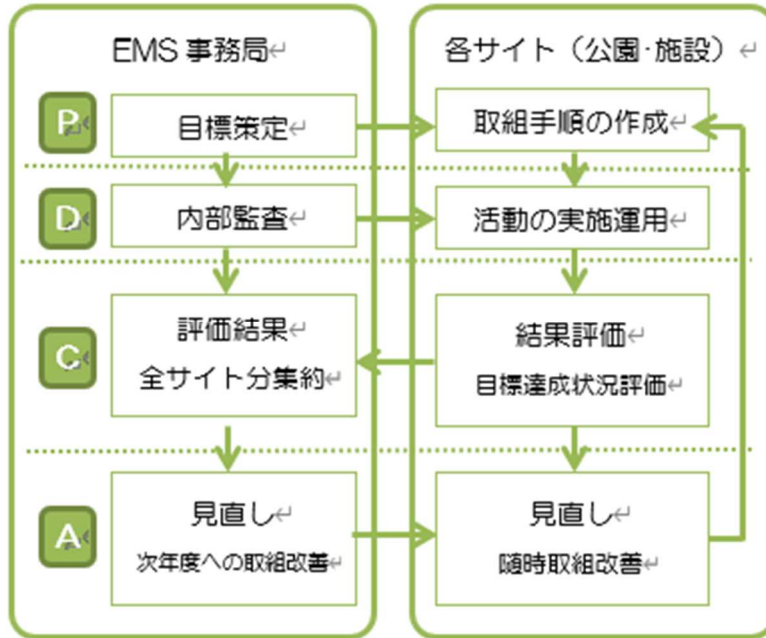 EMS 事務局↵
各サイト（公園・施設）↵
P
目標策定↵
取組手順の作成↵
D
内部監査↵
活動の実施運用↵
C
評価結果↵
全サイト分集約↵
結果評価↵
目標達成状況評価↵
A
見直し↵
次年度への取組改善↵
見直し↵
随時取組改善↵